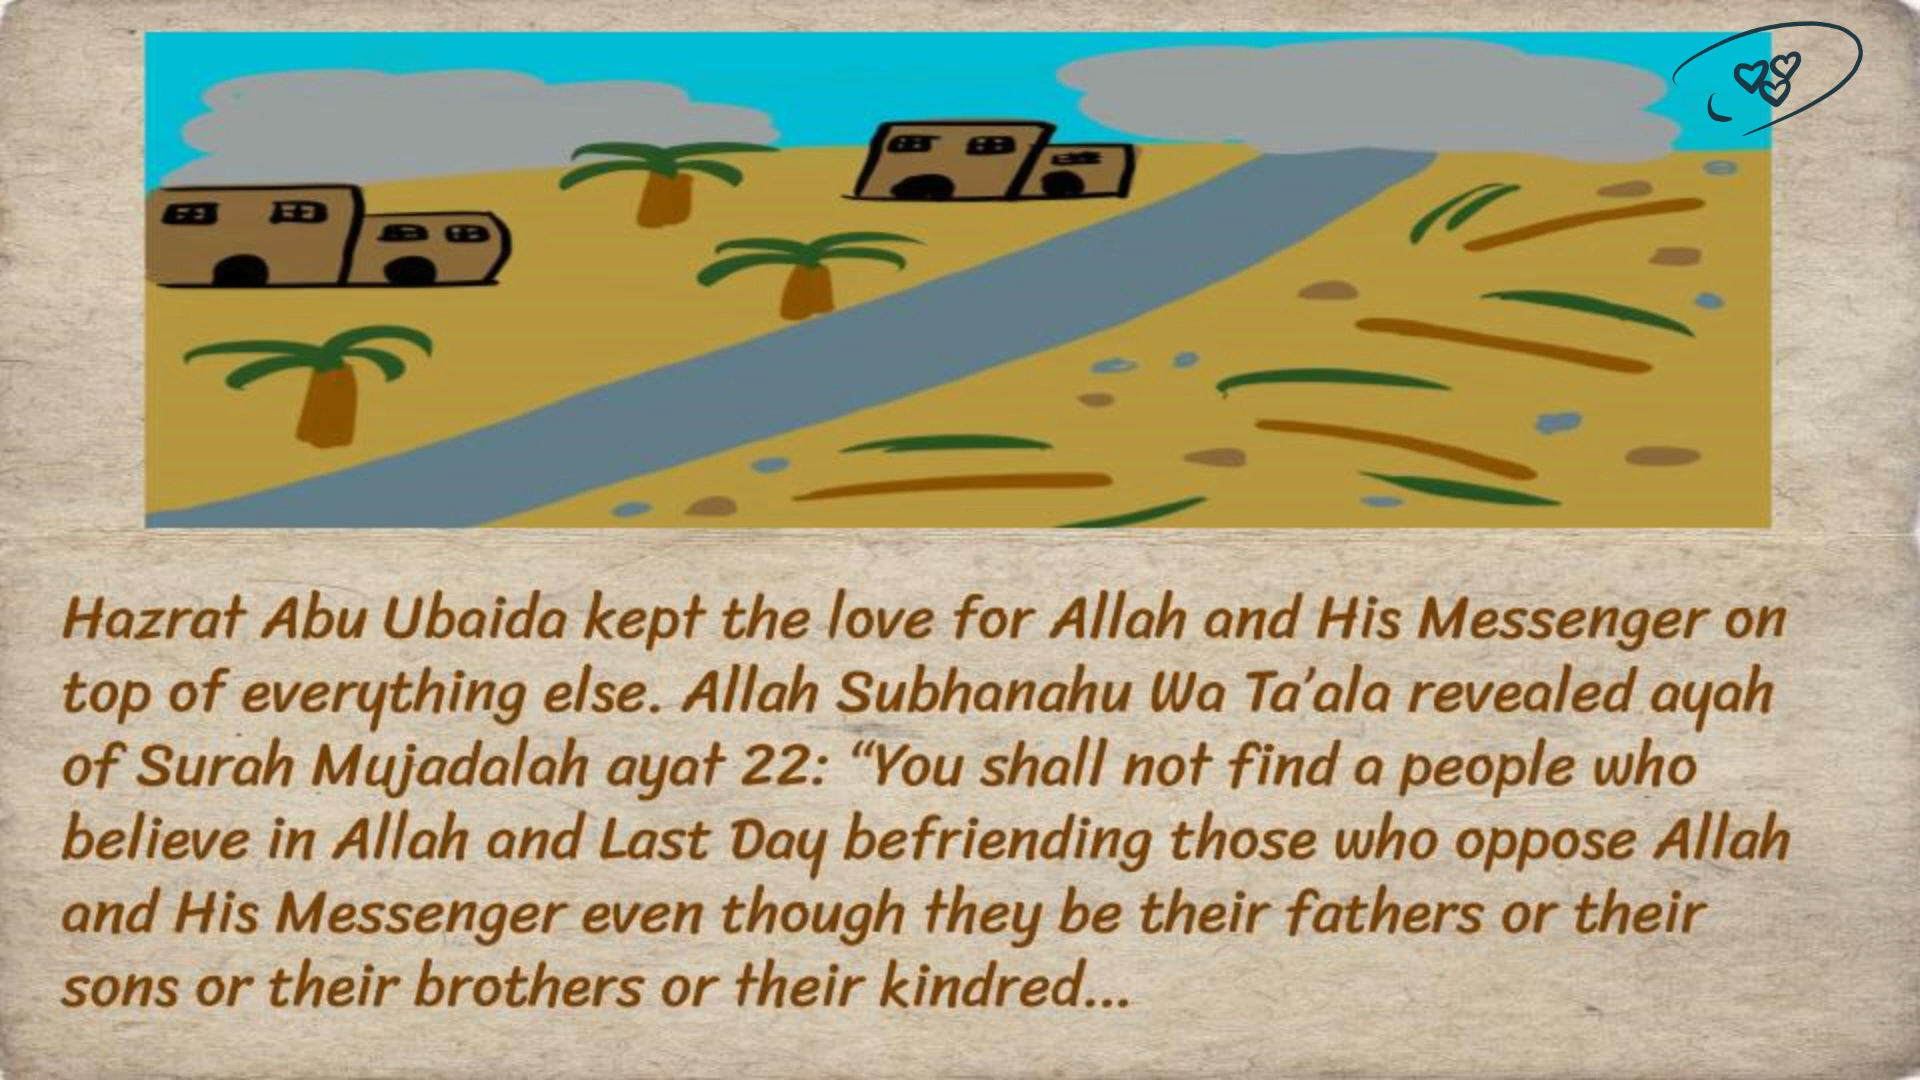 Hazrat Abu Ubaida kept the love for Allah and His Messenger on
top of everything else. Allah Subhanahu Wa Ta’ala revealed ayah
of Surah Mujadalah ayat 22: “You shall not find a people who
believe in Allah and Last Day befriending those who oppose Allah
and His Messenger even though they be their fathers or their
sons or their brothers or their kindred...